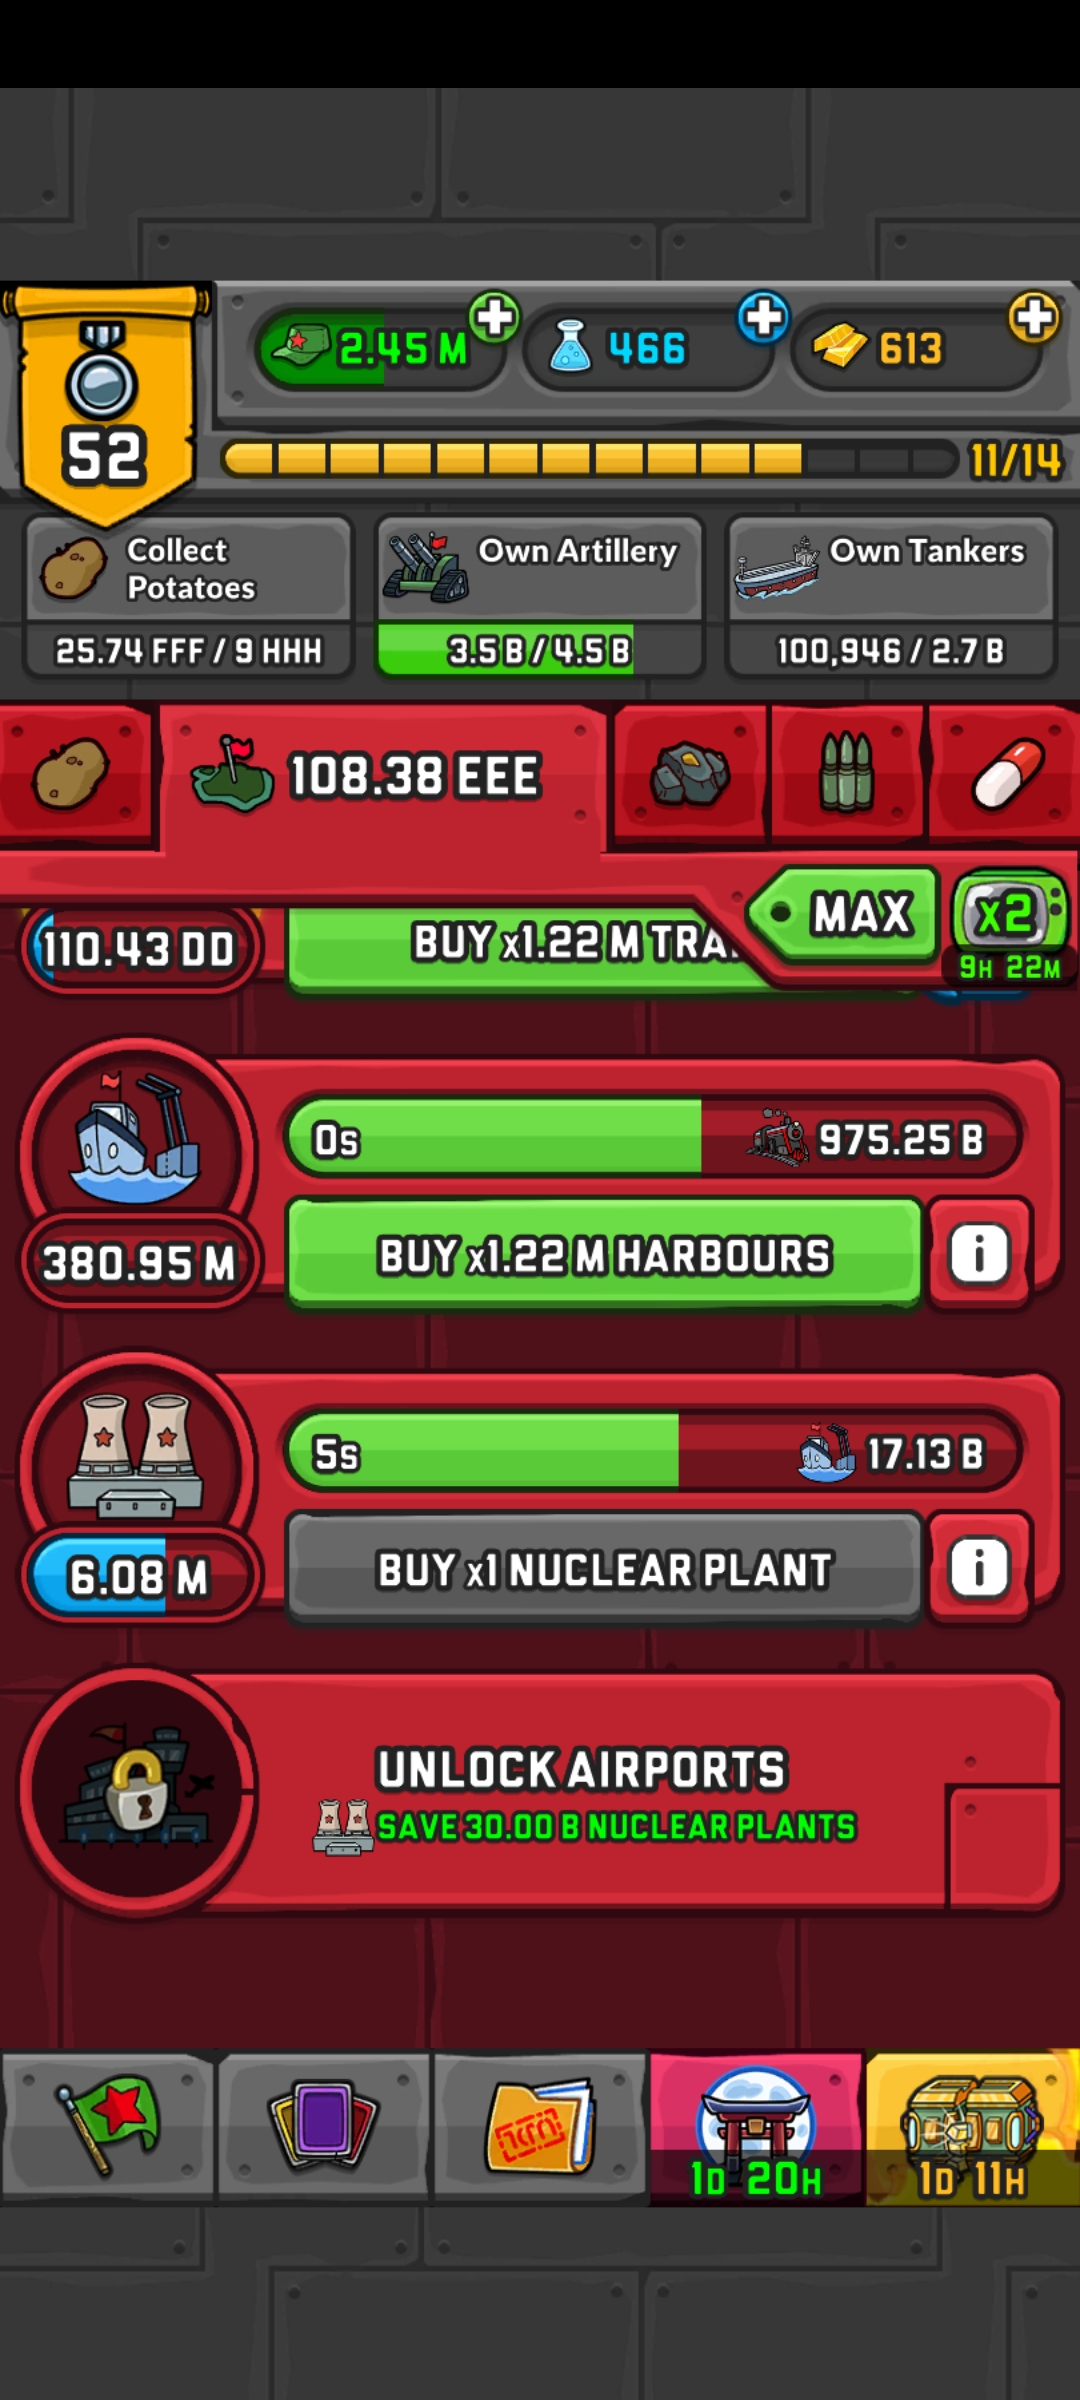 2.45 M
466
613
52
11/14
Collect
Potatoes
Own Artillery
Own Tankers
25.74 FFF / 9 HHH
3.5 B / 4.5 B
100,946 / 2.7 B
108.38 EEE
MAX
x2
9H 22M
110.43 DD
BUY x1.22 M TRA
0s
975.25 B
380.95 M
BUY x1.22 M HARBOURS
i
5s
17.13 B
6.08 M
BUY x1 NUCLEAR PLANT
i
UNLOCK AIRPORTS
SAVE 30.00 B NUCLEAR PLANTS
1D 20H
1D 11H